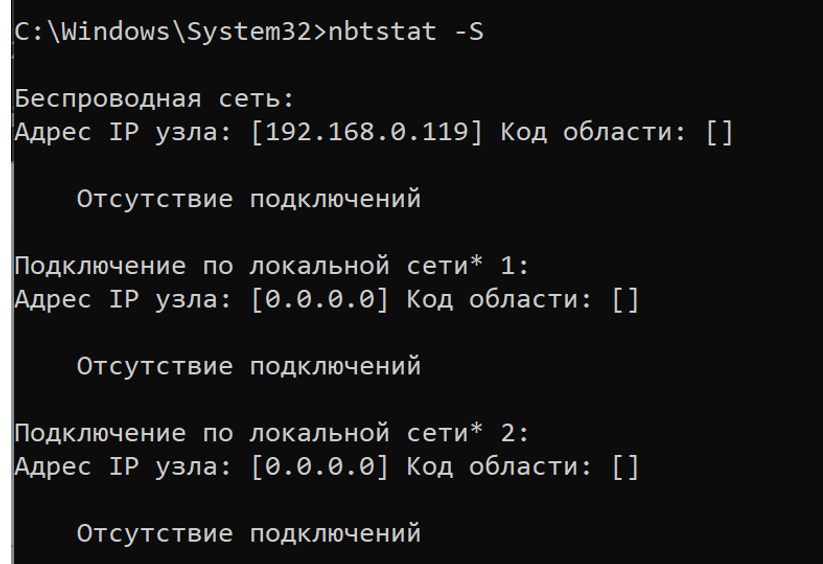 C:\Windows\System32>nbtstat -S
Беспроводная сеть:
Адрес IP узла: [192.168.0.119] Код области: []
Отсутствие подключений
Подключение по локальной сети* 1:
Адрес IP узла: [0.0.0.0] Код области: []
Отсутствие подключений
Подключение по локальной сети* 2:
Адрес IP узла: [0.0.0.0] Код области: []
Отсутствие подключений